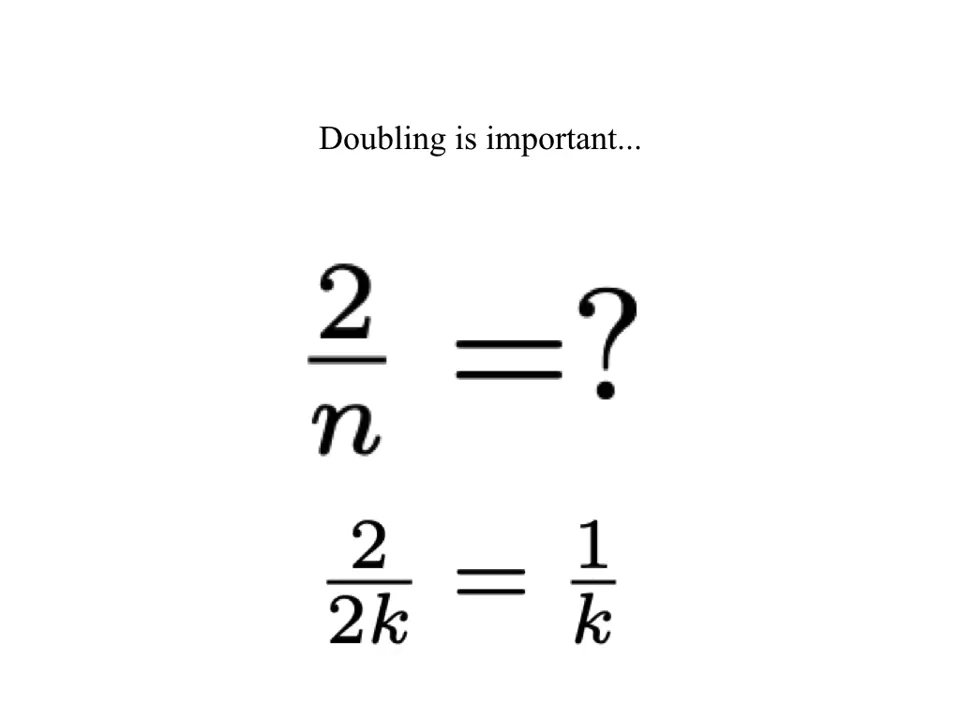 Doubling is important...
2/n =?
2/2k = 1/k